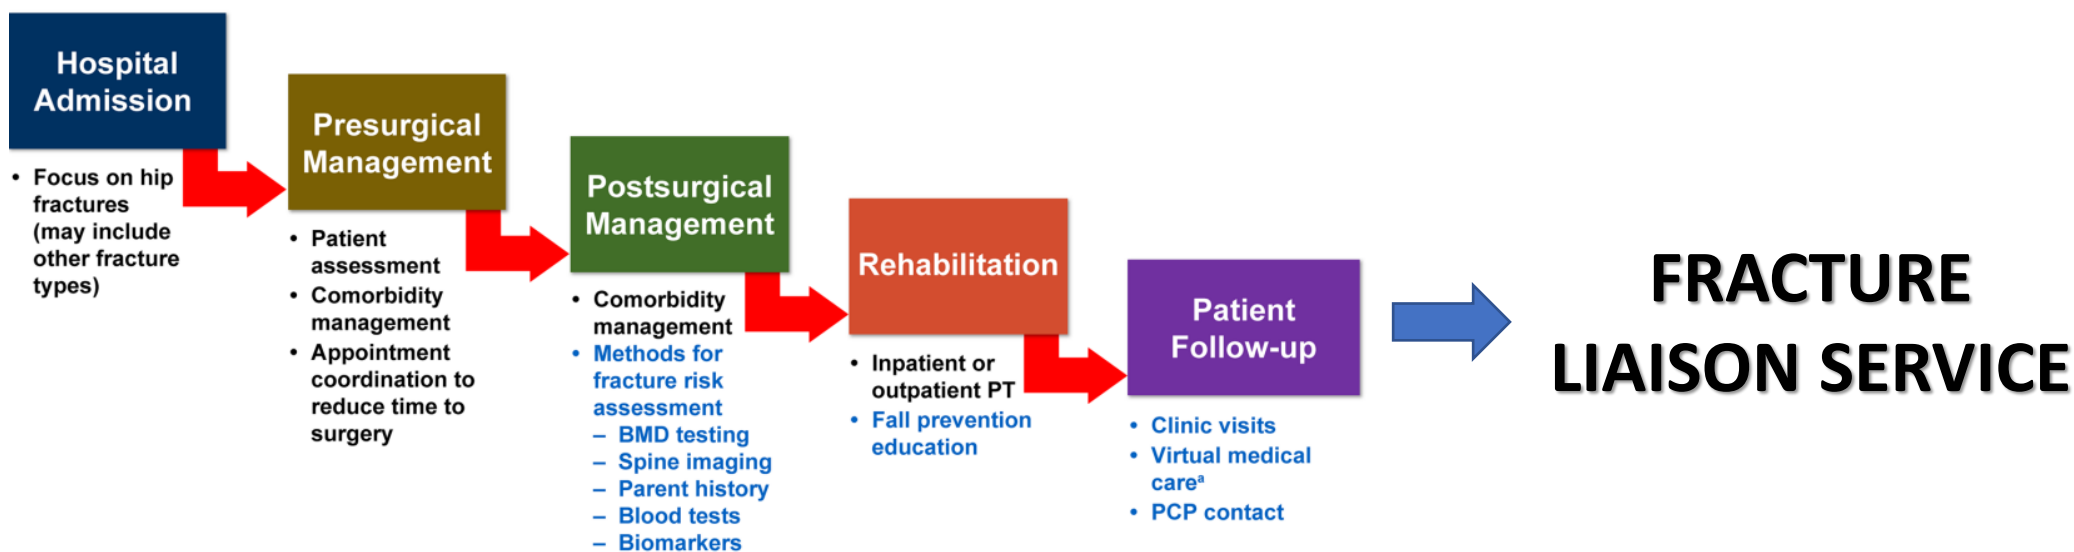 Hospital
Admission
• Focus on hip
fractures
(may include
other fracture
types)
Presurgical
Management
• Patient
assessment
• Comorbidity
management
• Appointment
coordination to
reduce time to
surgery
Postsurgical
Management
• Comorbidity
management
• Methods for
fracture risk
assessment
– BMD testing
– Spine imaging
– Parent history
– Blood tests
– Biomarkers
Rehabilitation
• Inpatient or
outpatient PT
• Fall prevention
education
Patient
Follow-up
• Clinic visits
• Virtual medical
careᵃ
• PCP contact
FRACTURE
LIAISON SERVICE